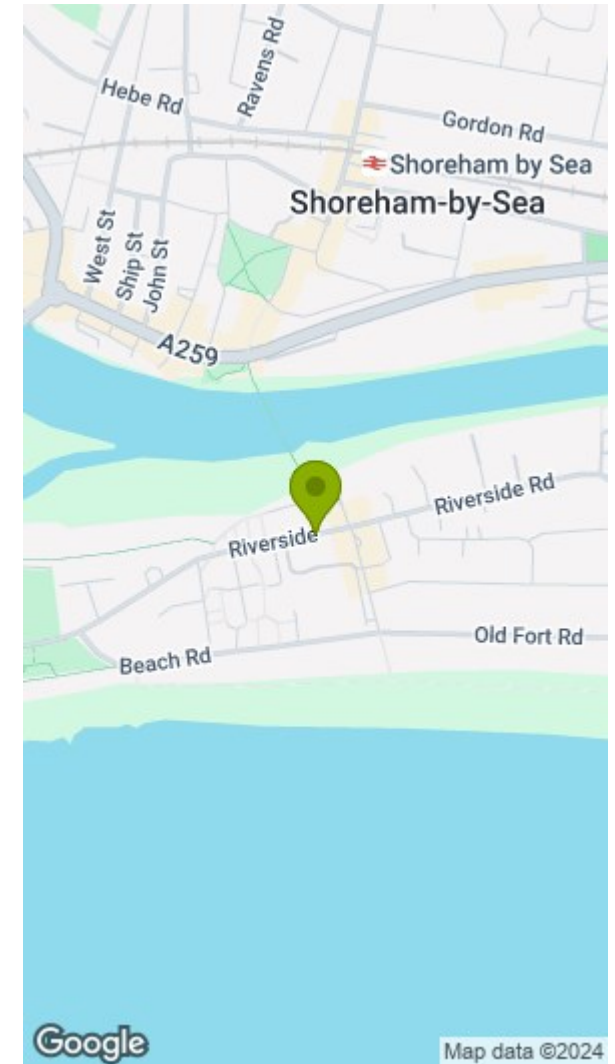 Ravens Rd
Hebe Rd
Gordon Rd
Shoreham by Sea
Shoreham-by-Sea
West St
Ship St
John St
A259
Riverside Rd
Riverside
Old Fort Rd
Beach Rd
Google
Map data ©2024